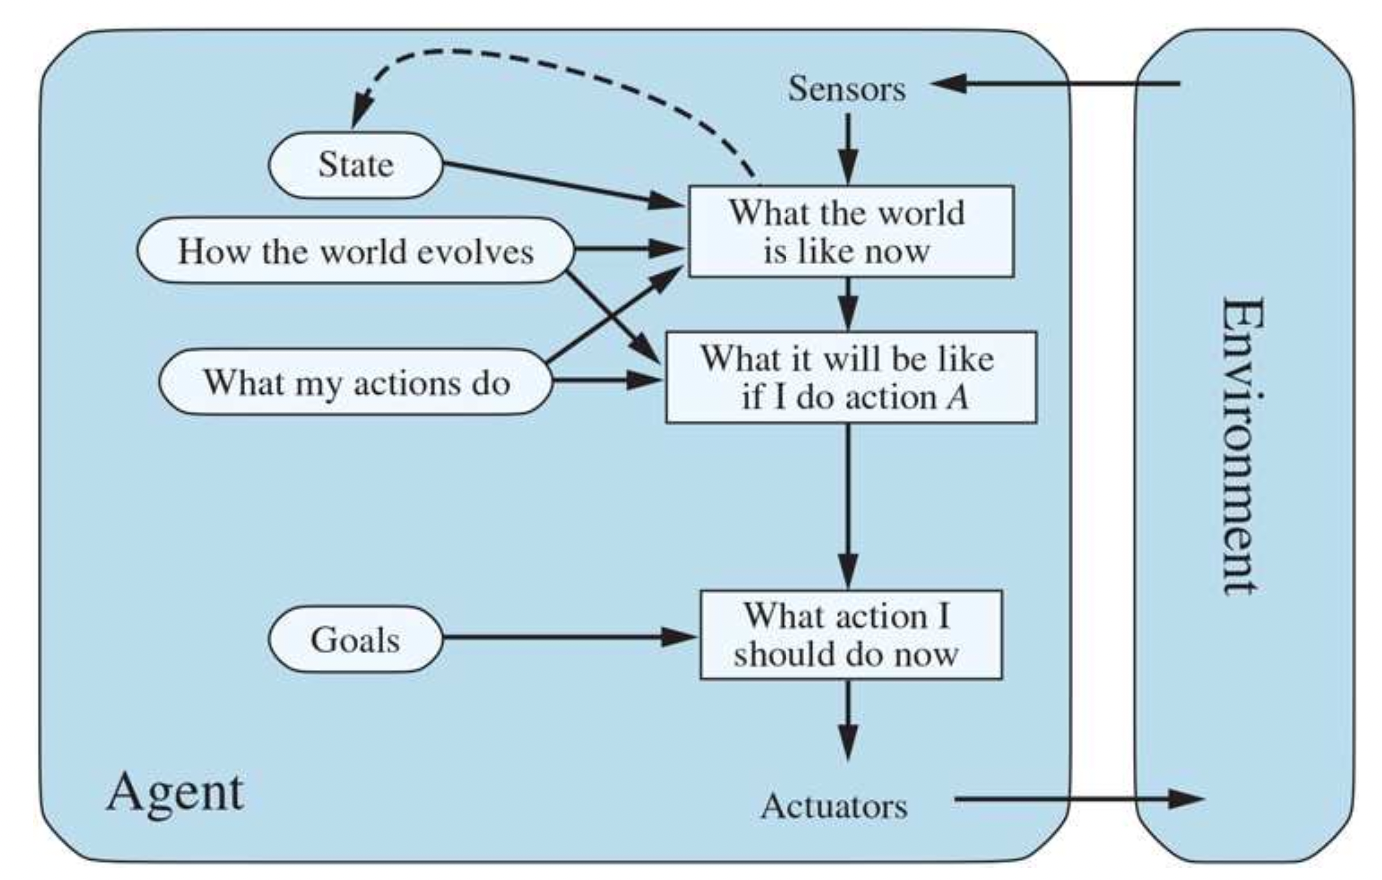 Sensors
State
What the world
is like now
How the world evolves
What it will be like
if I do action A
What my actions do
Environment
What action I
should do now
Goals
Agent
Actuators